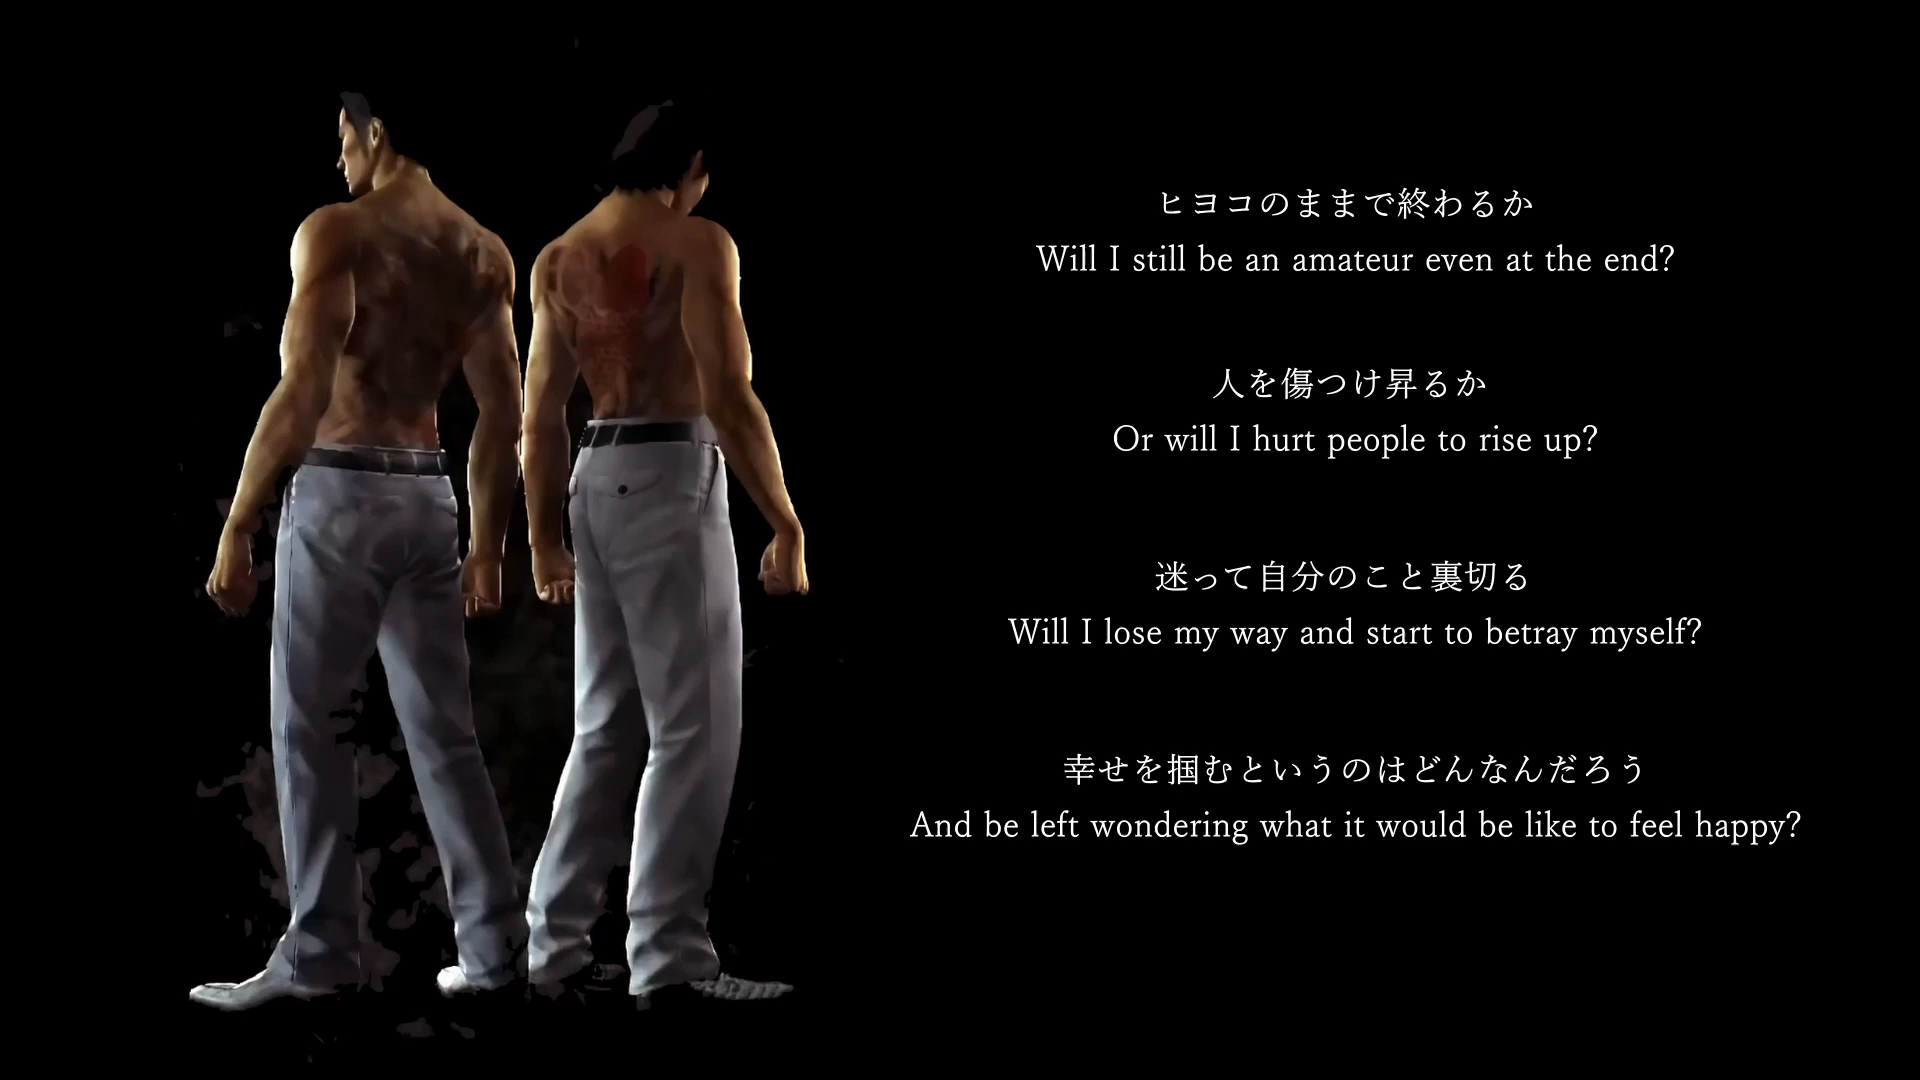 ヒヨコのままで終わるか
Will I still be an amateur even at the end?
人を傷つけ昇るか
Or will I hurt people to rise up?
迷って自分のこと裏切る
Will I lose my way and start to betray myself?
幸せを掴むというのはどんなんだろう
And be left wondering what it would be like to feel happy?